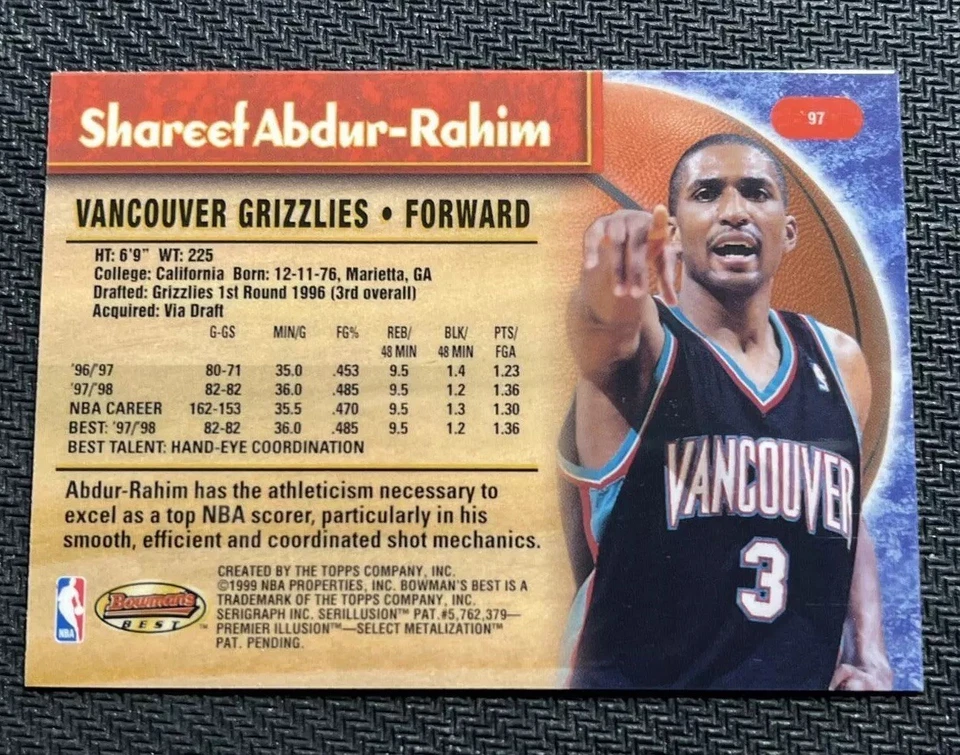 Shareef Abdur-Rahim
97
VANCOUVER GRIZZLIES • FORWARD
HT: 6'9" WT: 225
College: California Born: 12-11-76, Marietta, GA
Drafted: Grizzlies 1st Round 1996 (3rd overall)
Acquired: Via Draft
G-GS MIN/G FG% REB/ 48 MIN BLK/ 48 MIN PTS/ FGA
'96/'97 80-71 35.0 .453 9.5 1.4 1.23
'97/'98 82-82 36.0 .485 9.5 1.2 1.36
NBA CAREER 162-153 35.5 .470 9.5 1.3 1.30
BEST: '97/'98 82-82 36.0 .485 9.5 1.2 1.36
BEST TALENT: HAND-EYE COORDINATION
Abdur-Rahim has the athleticism necessary to
excel as a top NBA scorer, particularly in his
smooth, efficient and coordinated shot mechanics.
NBA
Bowman's
BEST™
CREATED BY THE TOPPS COMPANY, INC.
©1999 NBA PROPERTIES, INC. BOWMAN'S BEST IS A
TRADEMARK OF THE TOPPS COMPANY, INC.
SERIGRAPH INC. SERILLUSION™ PAT.#5,762,379—
PREMIER ILLUSION™—SELECT METALIZATION™
PAT. PENDING.
VANCOUVER
3